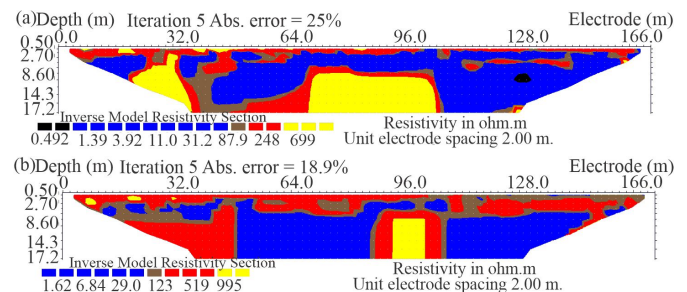 (a) Depth (m) Iteration 5 Abs. error = 25% Electrode (m)
0.0 32.0 64.0 96.0 128.0 166.0
0.50
2.70
8.60
14.3
17.2
Inverse Model Resistivity Section
0.492 1.39 3.92 11.0 31.2 87.9 248 699
Resistivity in ohm.m
Unit electrode spacing 2.00 m.
(b) Depth (m) Iteration 5 Abs. error = 18.9% Electrode (m)
0.0 32.0 64.0 96.0 128.0 166.0
0.50
2.70
8.60
14.3
17.2
Inverse Model Resistivity Section
1.62 6.84 29.0 123 519 995
Resistivity in ohm.m
Unit electrode spacing 2.00 m.